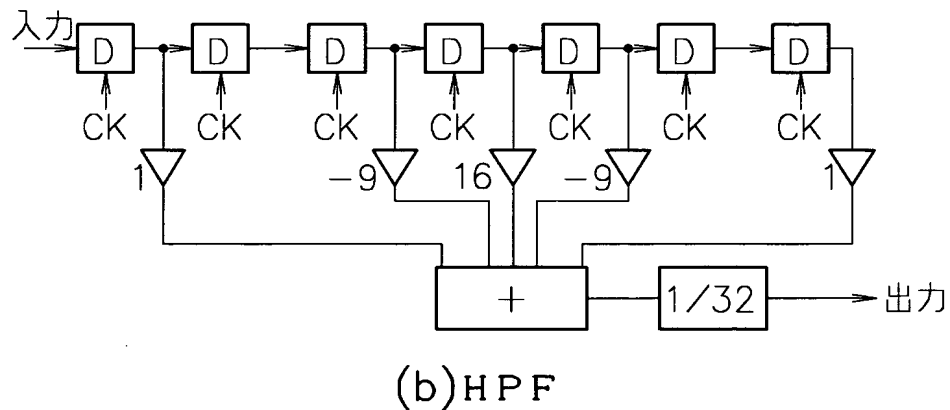 入力 D D D D D D D
CK CK CK CK CK CK CK
1 -9 16 -9 1
+ 1/32 出力
(b)HPF